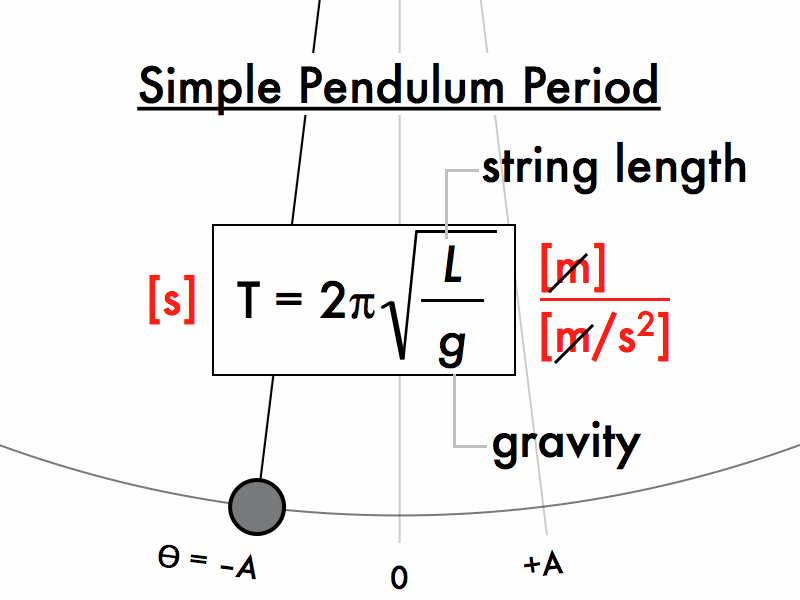 Simple Pendulum Period
string length
[s] T = 2π√(L/g) [m]/[m/s²]
gravity
Θ = –A 0 +A